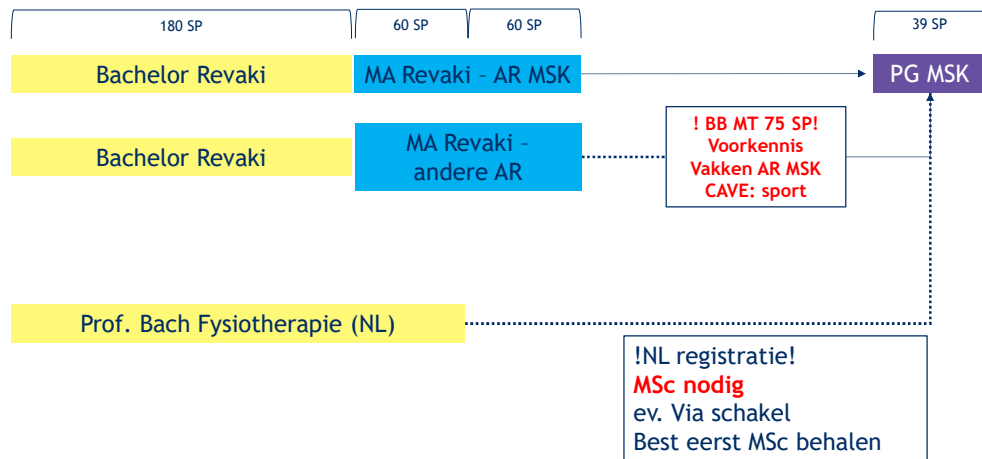 180 SP
60 SP
60 SP
39 SP
Bachelor Revaki
MA Revaki – AR MSK
PG MSK
Bachelor Revaki
MA Revaki –
andere AR
! BB MT 75 SP!
Voorkennis
Vakken AR MSK
CAVE: sport
Prof. Bach Fysiotherapie (NL)
!NL registratie!
MSc nodig
ev. Via schakel
Best eerst MSc behalen